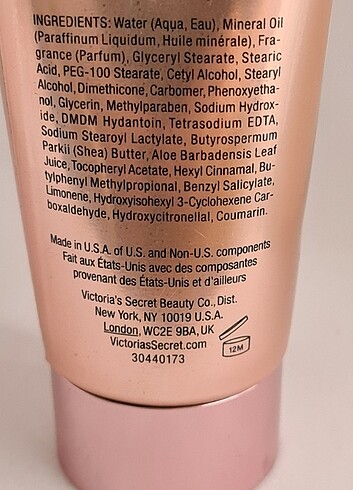 INGREDIENTS: Water (Aqua, Eau), Mineral Oil
(Paraffinum Liquidum, Huile minérale), Fra-
grance (Parfum), Glyceryl Stearate, Stearic
Acid, PEG-100 Stearate, Cetyl Alcohol, Stearyl
Alcohol, Dimethicone, Carbomer, Phenoxyetha-
nol, Glycerin, Methylparaben, Sodium Hydrox-
ide, DMDM Hydantoin, Tetrasodium EDTA,
Sodium Stearoyl Lactylate, Butyrospermum
Parkii (Shea) Butter, Aloe Barbadensis Leaf
Juice, Tocopheryl Acetate, Hexyl Cinnamal, Bu-
tylphenyl Methylpropional, Benzyl Salicylate,
Limonene, Hydroxyisohexyl 3-Cyclohexene Car-
boxaldehyde, Hydroxycitronellal, Coumarin.
Made in U.S.A. of U.S. and Non-U.S. components
Fait aux États-Unis avec des composantes
provenant des États-Unis et d'ailleurs
Victoria's Secret Beauty Co., Dist.
New York, NY 10019 U.S.A.
London, WC2E 9BA, UK
VictoriasSecret.com
30440173
12M